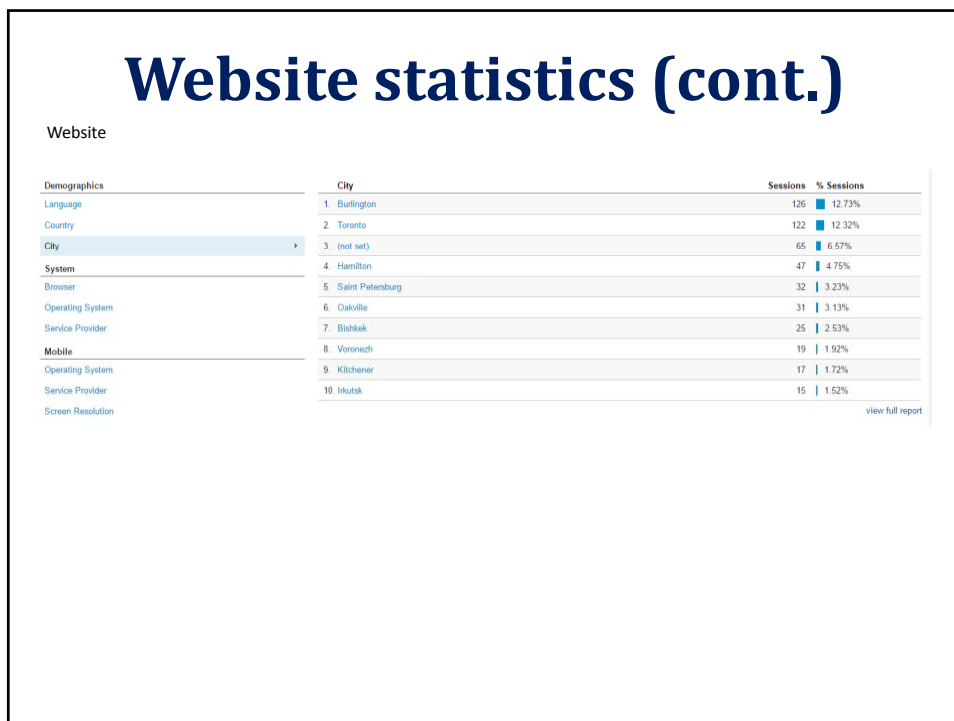 Website statistics (cont.)
Website
Demographics
Language
Country
City
System
Browser
Operating System
Service Provider
Mobile
Operating System
Service Provider
Screen Resolution
City Sessions % Sessions
1. Burlington 126 12.73%
2. Toronto 122 12.32%
3. (not set) 65 6.57%
4. Hamilton 47 4.75%
5. Saint Petersburg 32 3.23%
6. Oakville 31 3.13%
7. Bishkek 25 2.53%
8. Voronezh 19 1.92%
9. Kitchener 17 1.72%
10. Irkutsk 15 1.52%
view full report